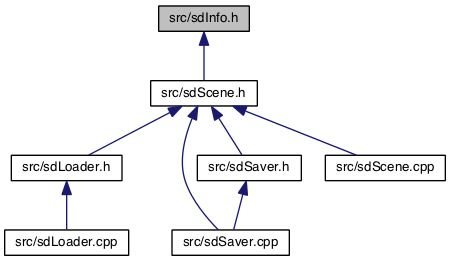 src/sdInfo.h
src/sdScene.h
src/sdLoader.h
src/sdSaver.h
src/sdScene.cpp
src/sdLoader.cpp
src/sdSaver.cpp